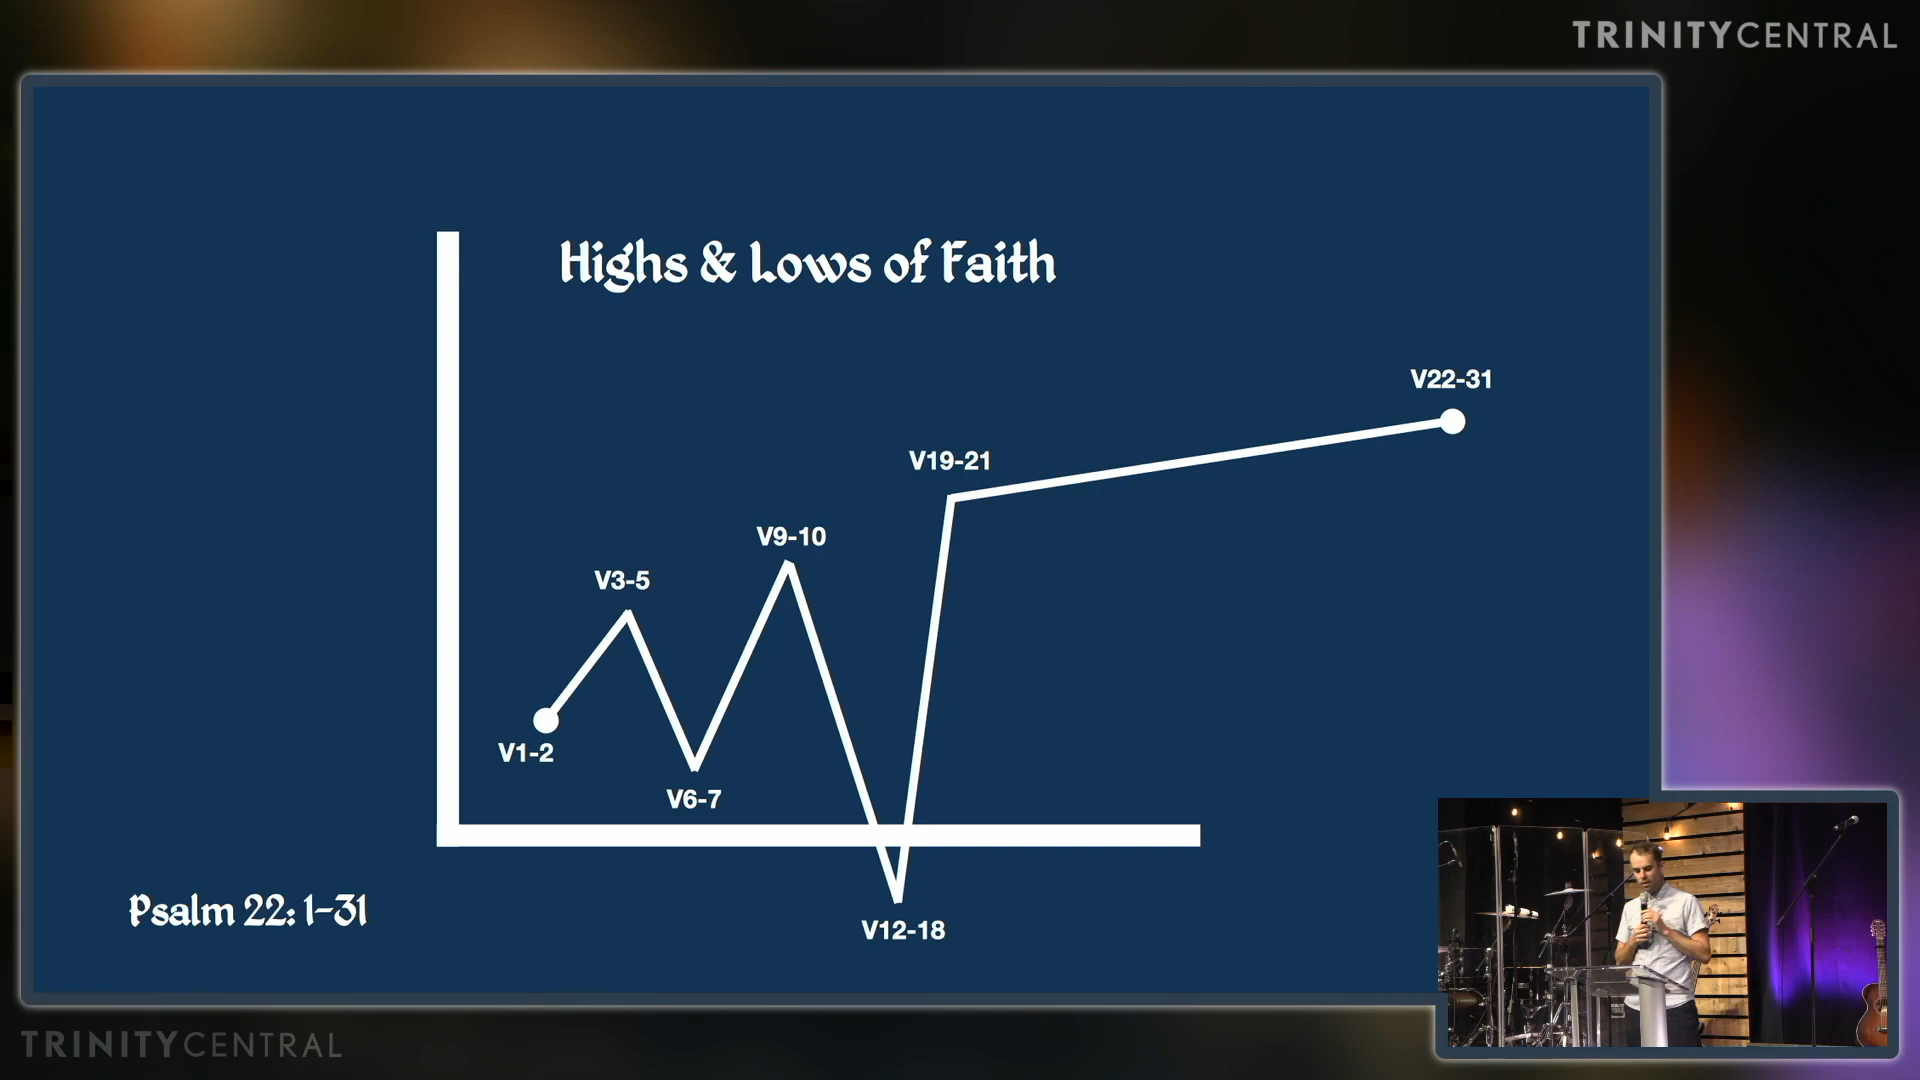 TRINITYCENTRAL
Highs & Lows of Faith
V22-31
V19-21
V9-10
V3-5
V1-2
V6-7
V12-18
Psalm 22: 1-31
TRINITYCENTRAL